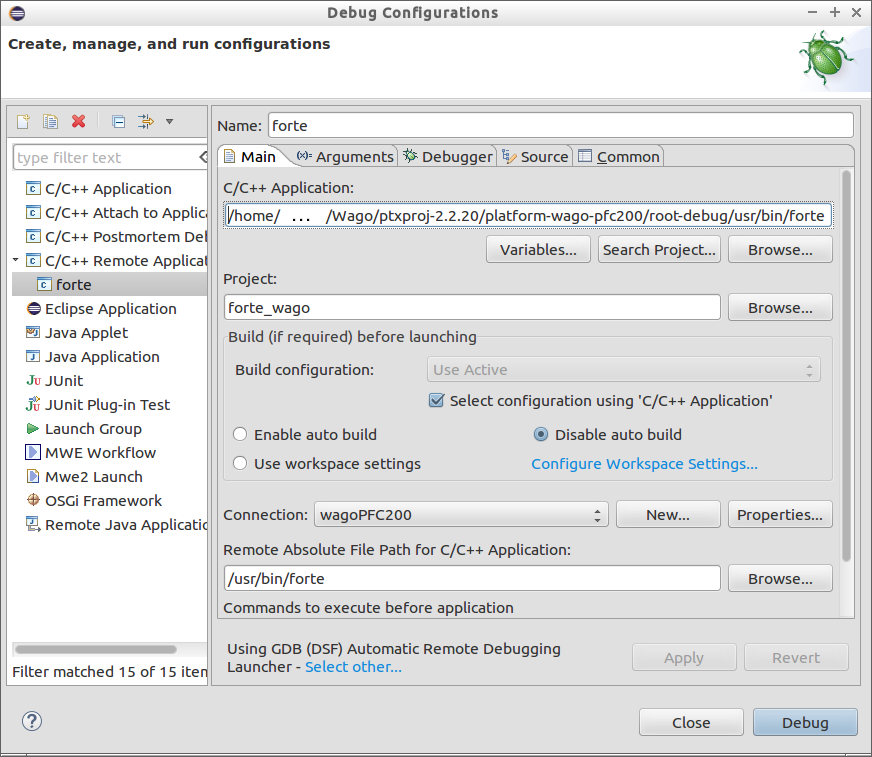 Debug Configurations
Create, manage, and run configurations
type filter text
C/C++ Application
C/C++ Attach to Applica
C/C++ Postmortem Del
C/C++ Remote Applicat
forte
Eclipse Application
Java Applet
Java Application
JUnit
JUnit Plug-in Test
Launch Group
MWE Workflow
Mwe2 Launch
OSGi Framework
Remote Java Applicatio
Filter matched 15 of 15 iten
Name: forte
Main (x)= Arguments Debugger Source Common
C/C++ Application:
/home/ ... /Wago/ptxproj-2.2.20/platform-wago-pfc200/root-debug/usr/bin/forte
Variables... Search Project... Browse...
Project:
forte_wago Browse...
Build (if required) before launching
Build configuration: Use Active
Select configuration using 'C/C++ Application'
Enable auto build Disable auto build
Use workspace settings Configure Workspace Settings...
Connection: wagoPFC200 New... Properties...
Remote Absolute File Path for C/C++ Application:
/usr/bin/forte Browse...
Commands to execute before application
Using GDB (DSF) Automatic Remote Debugging
Launcher - Select other...
Apply Revert
Close Debug